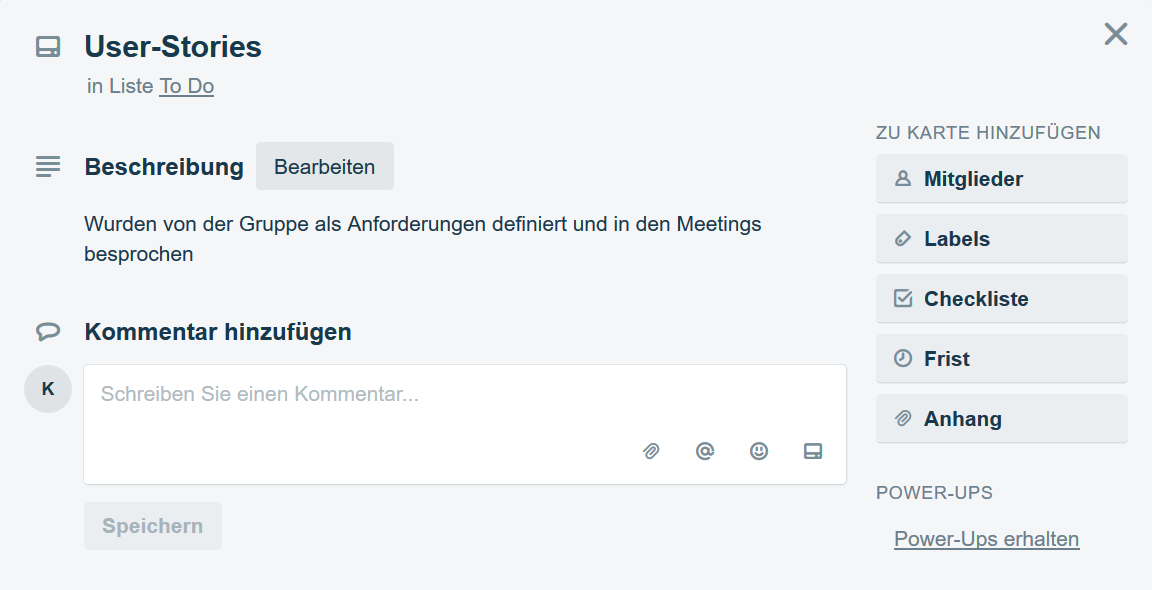 User-Stories
in Liste To Do
Beschreibung
Bearbeiten
Wurden von der Gruppe als Anforderungen definiert und in den Meetings
besprochen
Kommentar hinzufügen
K
Schreiben Sie einen Kommentar...
Speichern
ZU KARTE HINZUFÜGEN
Mitglieder
Labels
Checkliste
Frist
Anhang
POWER-UPS
Power-Ups erhalten